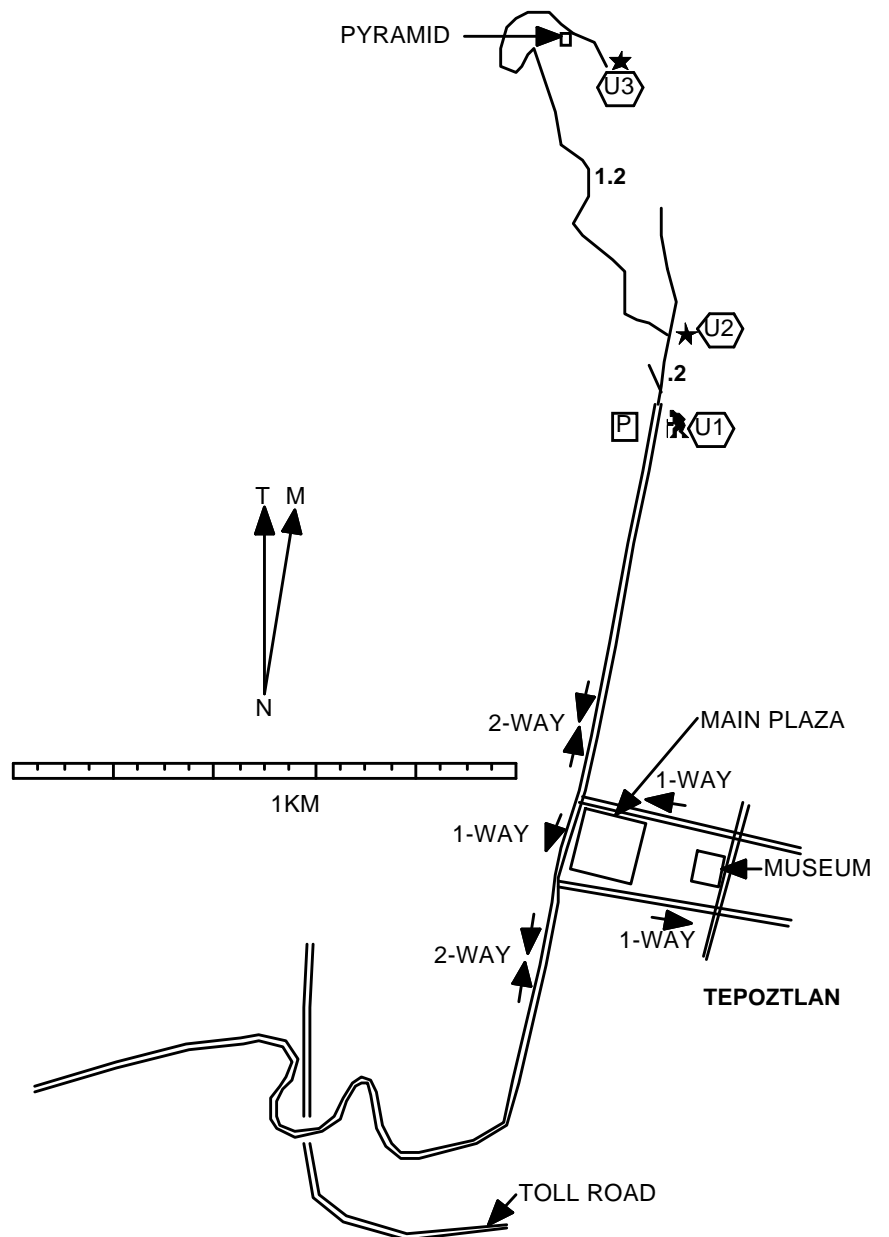 PYRAMID
U3
1.2
U2
.2
P
U1
T M
N
2-WAY
MAIN PLAZA
1-WAY
1KM
1-WAY
MUSEUM
1-WAY
2-WAY
TEPOZTLAN
TOLL ROAD